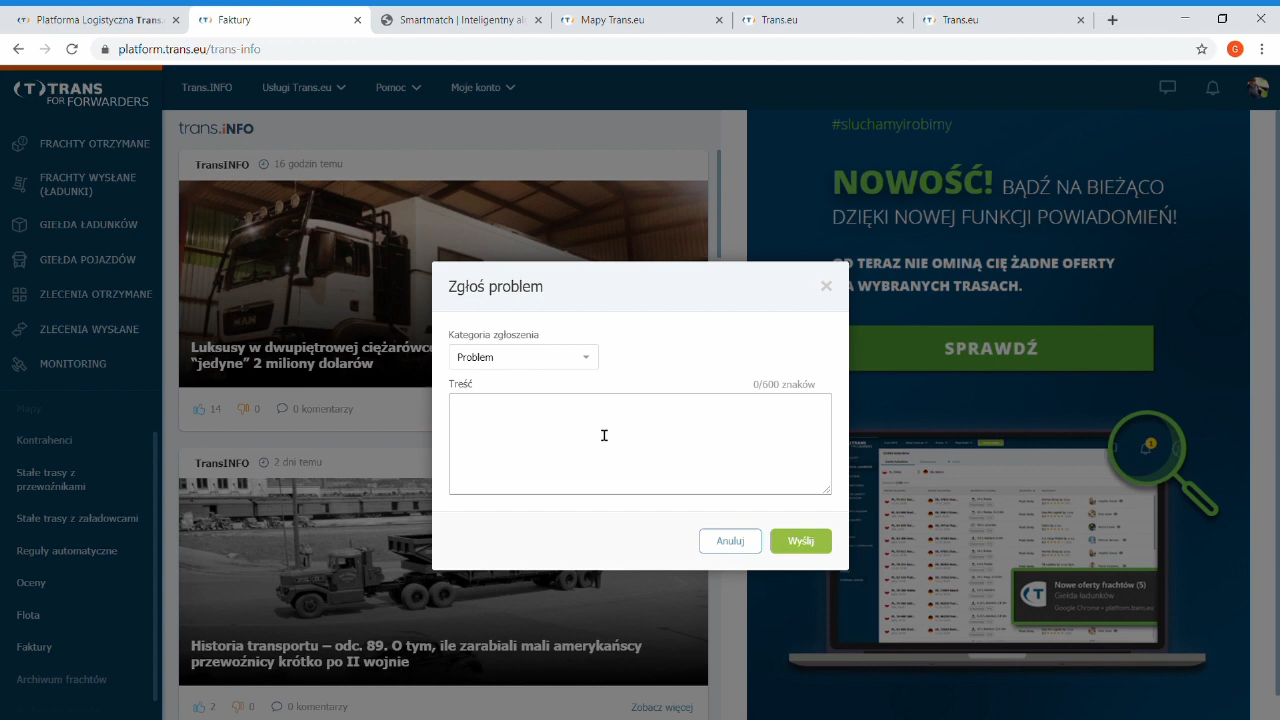 Platforma Logistyczna Trans
Faktury
Smartmatch | Inteligentny al
Mapy Trans.eu
Trans.eu
Trans.eu
platform.trans.eu/trans-info
G
(T) TRANS
FOR FORWARDERS
Trans.INFO
Usługi Trans.eu
Pomoc
Moje konto
FRACHTY OTRZYMANE
FRACHTY WYSŁANE
(ŁADUNKI)
GIEŁDA ŁADUNKÓW
GIEŁDA POJAZDÓW
ZLECENIA OTRZYMANE
ZLECENIA WYSŁANE
MONITORING
Mapy
Kontrahenci
Stałe trasy z
przewoźnikami
Stałe trasy z załadowcami
Reguły automatyczne
Oceny
Flota
Faktury
Archiwum frachtów
trans.iNFO
TransINFO 16 godzin temu
Luksusy w dwupiętrowej ciężarówc
"jedyne" 2 miliony dolarów
14 0 0 komentarzy
TransINFO 2 dni temu
Historia transportu – odc. 89. O tym, ile zarabiali mali amerykańscy
przewoźnicy krótko po II wojnie
2 0 0 komentarzy
Zobacz więcej
Zgłoś problem
Kategoria zgłoszenia
Problem
Treść
0/600 znaków
Anuluj
Wyślij
#sluchamyirobimy
NOWOŚĆ! BĄDŹ NA BIEŻĄCO
DZIĘKI NOWEJ FUNKCJI POWIADOMIEŃ!
OD TERAZ NIE OMINĄ CIĘ ŻADNE OFERTY
A WYBRANYCH TRASACH.
SPRAWDŹ
1
Nowe oferty frachtów (5)
Giełda ładunków
Google Chrome • platform.trans.eu